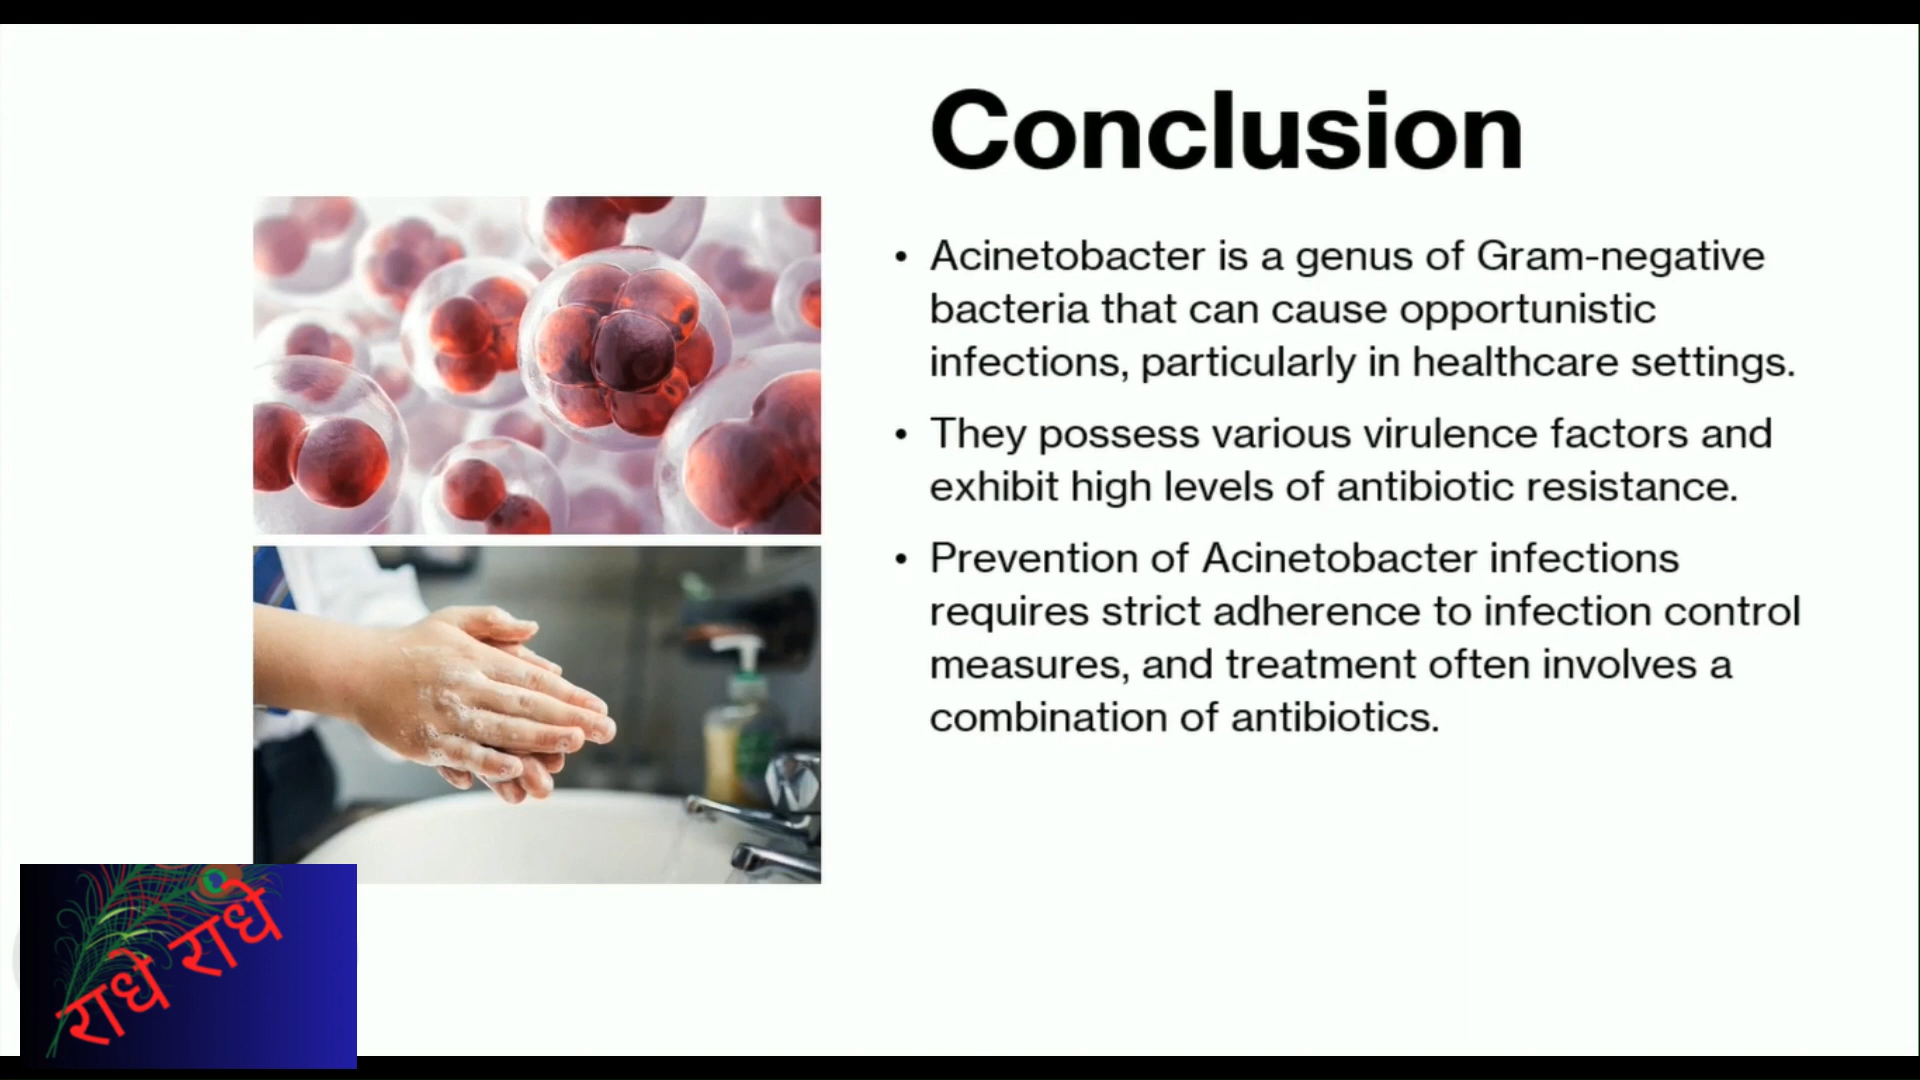 Conclusion
• Acinetobacter is a genus of Gram-negative
bacteria that can cause opportunistic
infections, particularly in healthcare settings.
• They possess various virulence factors and
exhibit high levels of antibiotic resistance.
• Prevention of Acinetobacter infections
requires strict adherence to infection control
measures, and treatment often involves a
combination of antibiotics.
राधे राधे